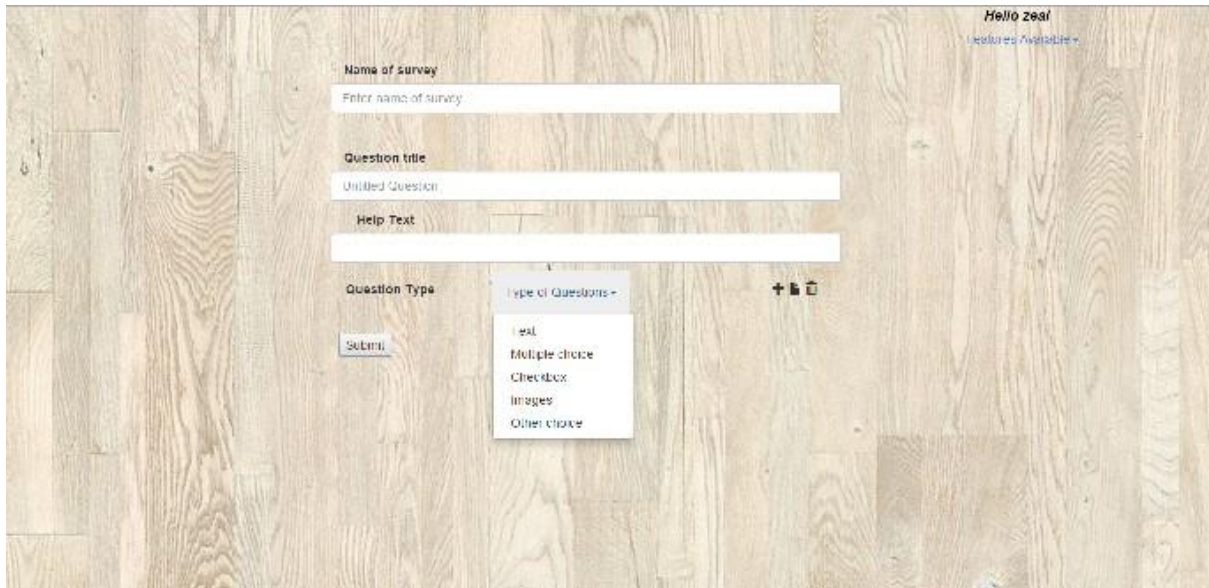 Hello zeal
Features Available
Name of survey
Enter name of survey
Question title
Untitled Question
Help Text
Question Type
Type of Questions
Submit
Text
Multiple choice
Checkbox
Images
Other choice